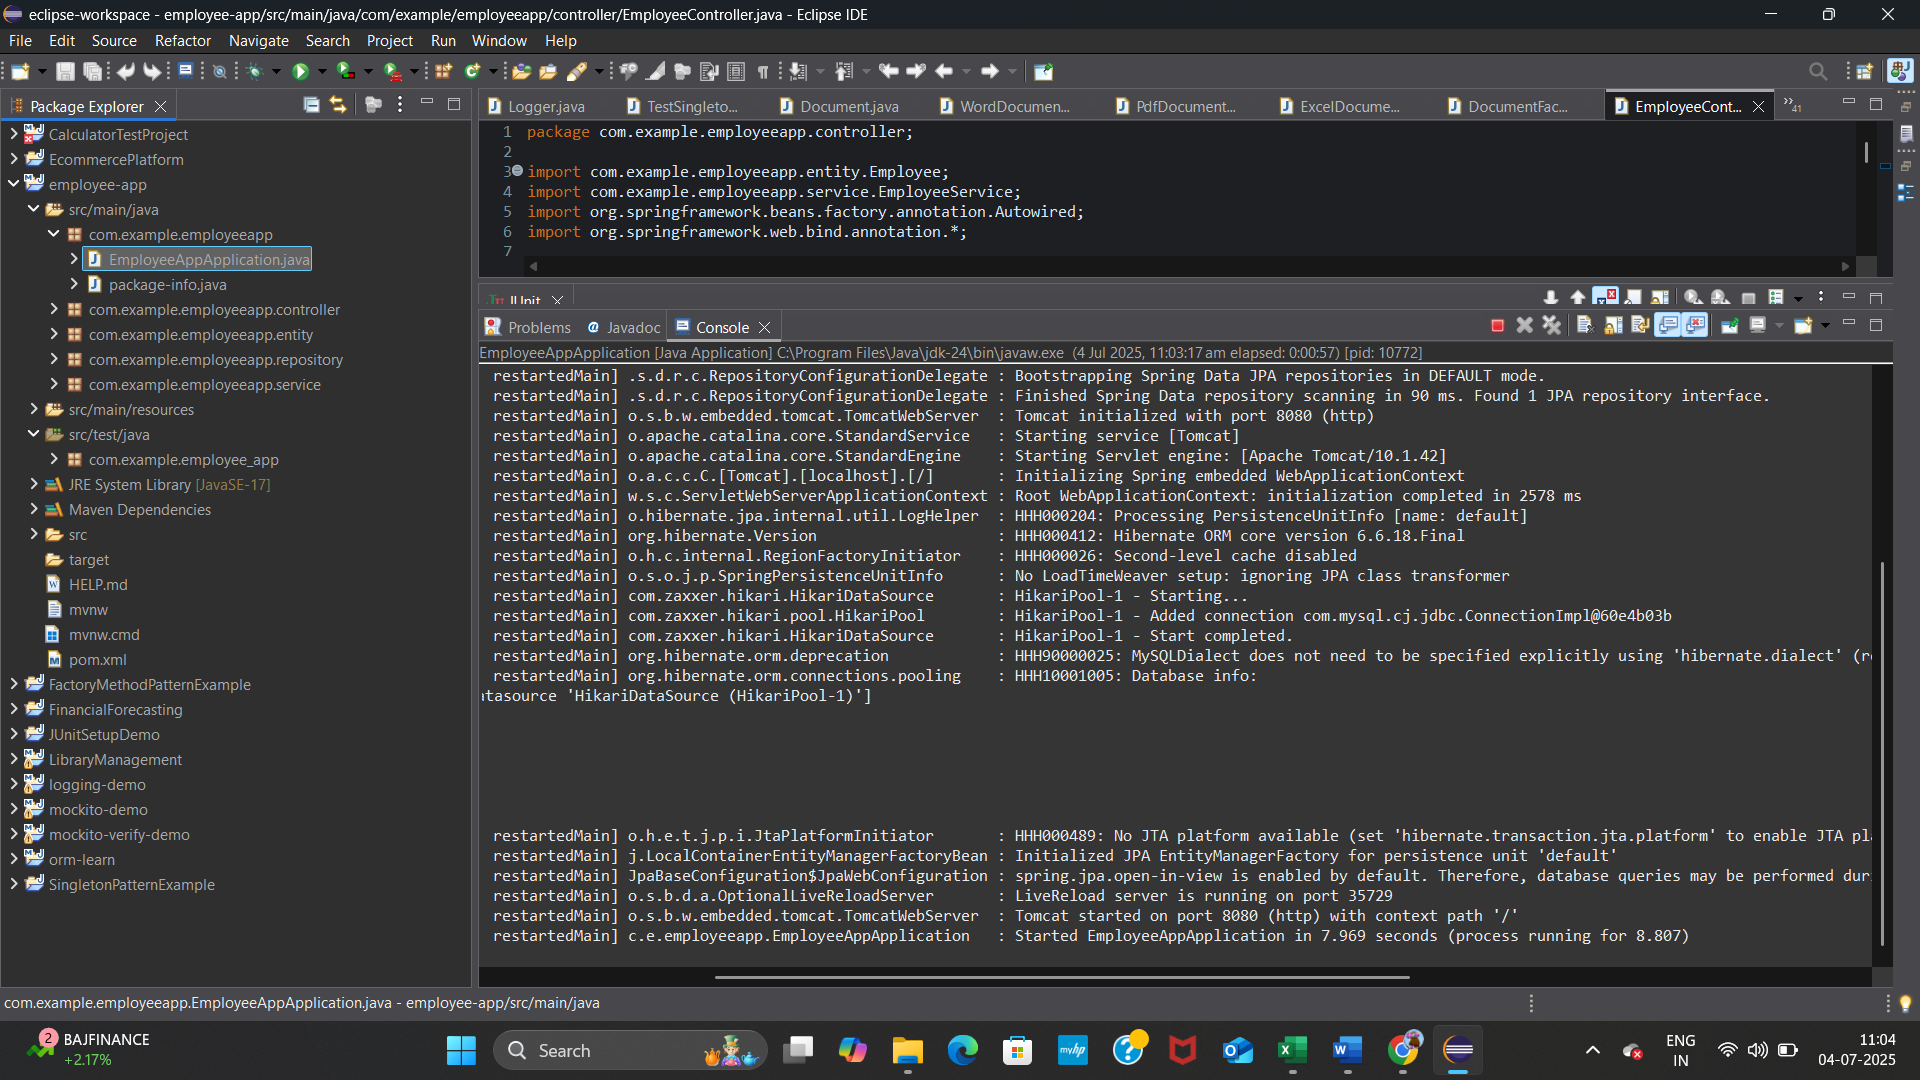 eclipse-workspace - employee-app/src/main/java/com/example/employeeapp/controller/EmployeeController.java - Eclipse IDE
File Edit Source Refactor Navigate Search Project Run Window Help
Package Explorer
CalculatorTestProject
EcommercePlatform
employee-app
src/main/java
com.example.employeeapp
EmployeeAppApplication.java
package-info.java
com.example.employeeapp.controller
com.example.employeeapp.entity
com.example.employeeapp.repository
com.example.employeeapp.service
src/main/resources
src/test/java
com.example.employee_app
JRE System Library [JavaSE-17]
Maven Dependencies
src
target
HELP.md
mvnw
mvnw.cmd
pom.xml
FactoryMethodPatternExample
FinancialForecasting
JUnitSetupDemo
LibraryManagement
logging-demo
mockito-demo
mockito-verify-demo
orm-learn
SingletonPatternExample
Logger.java TestSingleto... Document.java WordDocumen... PdfDocument... ExcelDocume... DocumentFac... EmployeeCont... 41
1 package com.example.employeeapp.controller;
2
3 import com.example.employeeapp.entity.Employee;
4 import com.example.employeeapp.service.EmployeeService;
5 import org.springframework.beans.factory.annotation.Autowired;
6 import org.springframework.web.bind.annotation.*;
7
JUnit
Problems Javadoc Console
EmployeeAppApplication [Java Application] C:\Program Files\Java\jdk-24\bin\javaw.exe (4 Jul 2025, 11:03:17 am elapsed: 0:00:57) [pid: 10772]
restartedMain] .s.d.r.c.RepositoryConfigurationDelegate : Bootstrapping Spring Data JPA repositories in DEFAULT mode.
restartedMain] .s.d.r.c.RepositoryConfigurationDelegate : Finished Spring Data repository scanning in 90 ms. Found 1 JPA repository interface.
restartedMain] o.s.b.w.embedded.tomcat.TomcatWebServer : Tomcat initialized with port 8080 (http)
restartedMain] o.apache.catalina.core.StandardService : Starting service [Tomcat]
restartedMain] o.apache.catalina.core.StandardEngine : Starting Servlet engine: [Apache Tomcat/10.1.42]
restartedMain] o.a.c.c.C.[Tomcat].[localhost].[/] : Initializing Spring embedded WebApplicationContext
restartedMain] w.s.c.ServletWebServerApplicationContext : Root WebApplicationContext: initialization completed in 2578 ms
restartedMain] o.hibernate.jpa.internal.util.LogHelper : HHH000204: Processing PersistenceUnitInfo [name: default]
restartedMain] org.hibernate.Version : HHH000412: Hibernate ORM core version 6.6.18.Final
restartedMain] o.h.c.internal.RegionFactoryInitiator : HHH000026: Second-level cache disabled
restartedMain] o.s.o.j.p.SpringPersistenceUnitInfo : No LoadTimeWeaver setup: ignoring JPA class transformer
restartedMain] com.zaxxer.hikari.HikariDataSource : HikariPool-1 - Starting...
restartedMain] com.zaxxer.hikari.pool.HikariPool : HikariPool-1 - Added connection com.mysql.cj.jdbc.ConnectionImpl@60e4b03b
restartedMain] com.zaxxer.hikari.HikariDataSource : HikariPool-1 - Start completed.
restartedMain] org.hibernate.orm.deprecation : HHH90000025: MySQLDialect does not need to be specified explicitly using 'hibernate.dialect' (r
restartedMain] org.hibernate.orm.connections.pooling : HHH10001005: Database info:
tasource 'HikariDataSource (HikariPool-1)']
restartedMain] o.h.e.t.j.p.i.JtaPlatformInitiator : HHH000489: No JTA platform available (set 'hibernate.transaction.jta.platform' to enable JTA pl
restartedMain] j.LocalContainerEntityManagerFactoryBean : Initialized JPA EntityManagerFactory for persistence unit 'default'
restartedMain] JpaBaseConfiguration$JpaWebConfiguration : spring.jpa.open-in-view is enabled by default. Therefore, database queries may be performed dur
restartedMain] o.s.b.d.a.OptionalLiveReloadServer : LiveReload server is running on port 35729
restartedMain] o.s.b.w.embedded.tomcat.TomcatWebServer : Tomcat started on port 8080 (http) with context path '/'
restartedMain] c.e.employeeapp.EmployeeAppApplication : Started EmployeeAppApplication in 7.969 seconds (process running for 8.807)
com.example.employeeapp.EmployeeAppApplication.java - employee-app/src/main/java
2
BAJFINANCE
+2.17%
Search
myhp
ENG
IN
11:04
04-07-2025